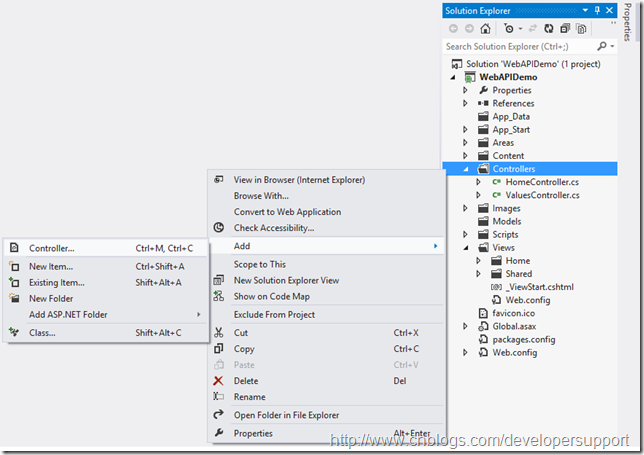 Solution Explorer
Properties
Search Solution Explorer (Ctrl+;)
Solution 'WebAPIDemo' (1 project)
WebAPIDemo
Properties
References
App_Data
App_Start
Areas
Content
Controllers
HomeController.cs
ValuesController.cs
Images
Models
Scripts
Views
Home
Shared
_ViewStart.cshtml
Web.config
favicon.ico
Global.asax
packages.config
Web.config
View in Browser (Internet Explorer)
Browse With...
Convert to Web Application
Check Accessibility...
Add
Scope to This
New Solution Explorer View
Show on Code Map
Exclude From Project
Cut Ctrl+X
Copy Ctrl+C
Paste Ctrl+V
Delete Del
Rename
Open Folder in File Explorer
Properties Alt+Enter
Controller... Ctrl+M, Ctrl+C
New Item... Ctrl+Shift+A
Existing Item... Shift+Alt+A
New Folder
Add ASP.NET Folder
Class... Shift+Alt+C
http://www.cnblogs.com/developersupport